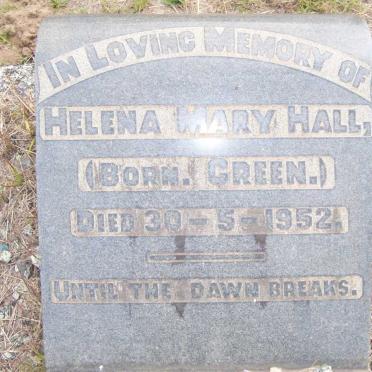 In Loving Memory of
Helena Mary Hall,
(Born. Green.)
Died 30-5-1952.
Until the dawn breaks.